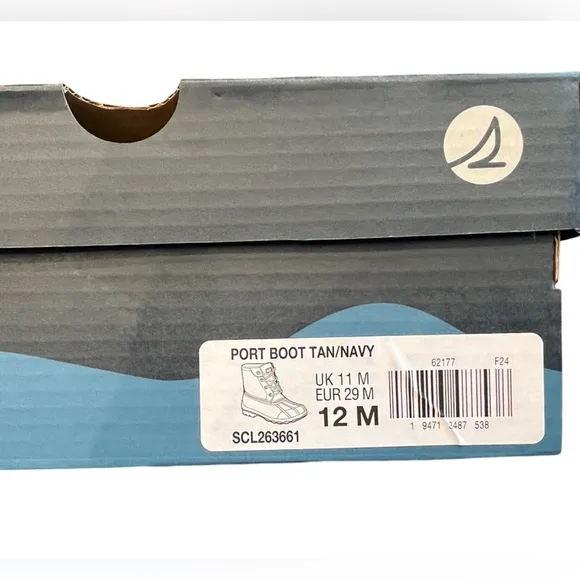 PORT BOOT TAN/NAVY
UK 11 M
EUR 29 M
12 M
SCL263661
62177 F24
1 9471 3487 538